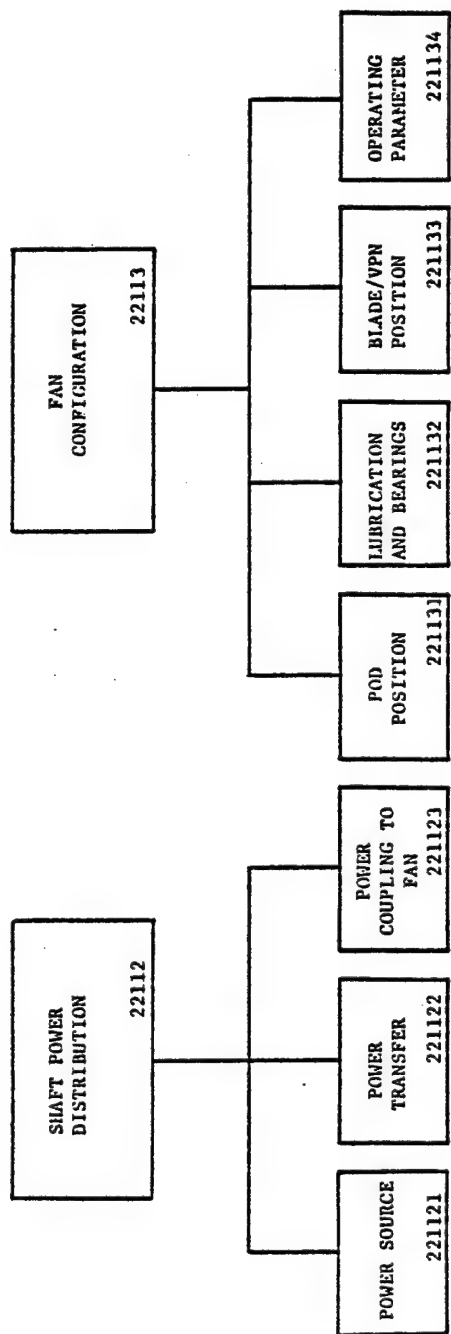 SHAFT POWER
DISTRIBUTION
22112
FAN
CONFIGURATION
22113
POWER SOURCE
221121
POWER
TRANSFER
221122
POWER
COUPLING TO
FAN
221123
POD
POSITION
221131
LUBRICATION
AND BEARINGS
221132
BLADE/VPN
POSITION
221133
OPERATING
PARAMETER
221134